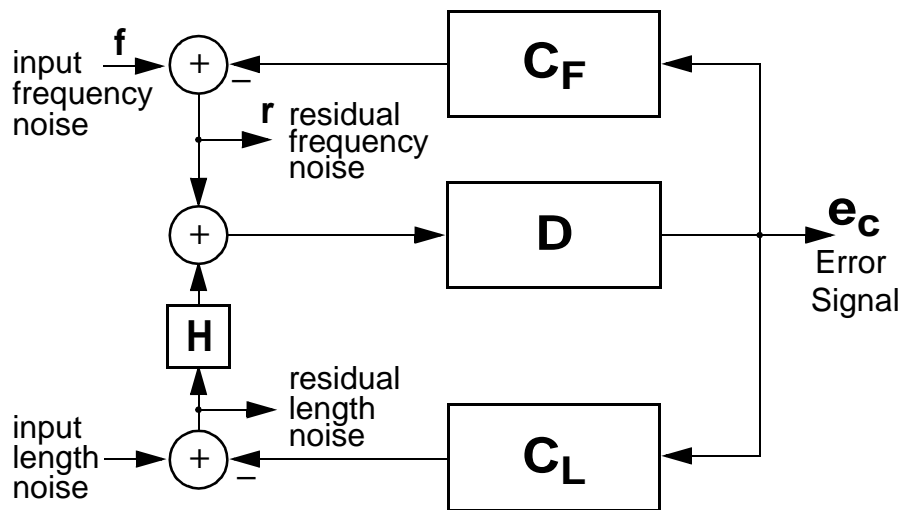 f
input
frequency
noise
+
–
C_F
r residual
frequency
noise
+
D
e_c
Error
Signal
H
residual
length
noise
input
length
noise
+
–
C_L